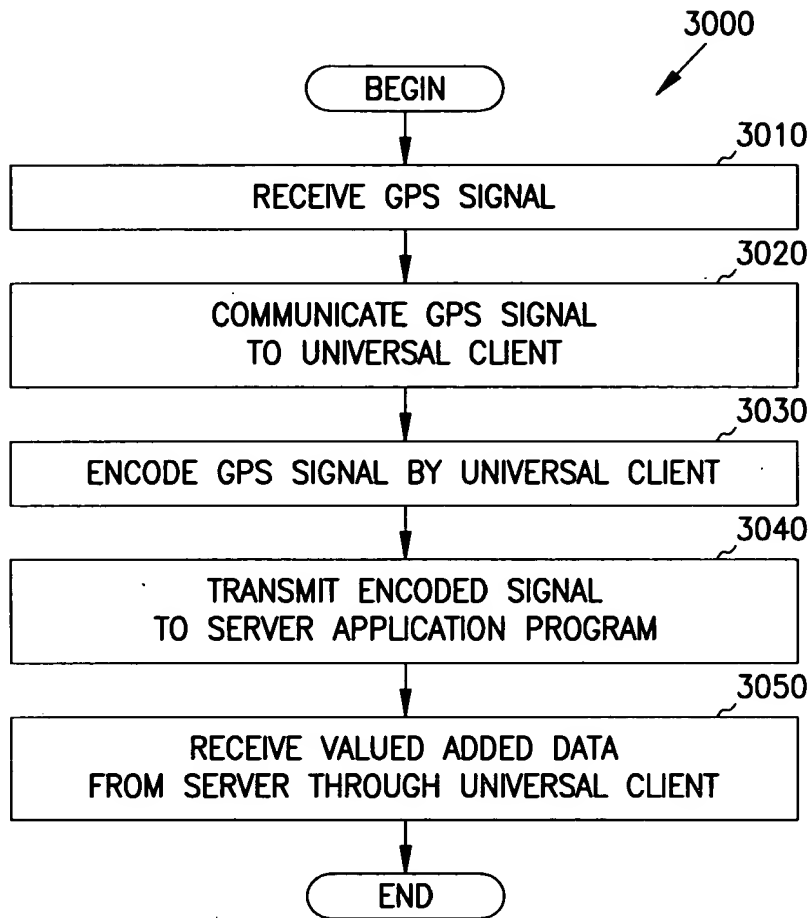 3000
BEGIN
3010
RECEIVE GPS SIGNAL
3020
COMMUNICATE GPS SIGNAL
TO UNIVERSAL CLIENT
3030
ENCODE GPS SIGNAL BY UNIVERSAL CLIENT
3040
TRANSMIT ENCODED SIGNAL
TO SERVER APPLICATION PROGRAM
3050
RECEIVE VALUED ADDED DATA
FROM SERVER THROUGH UNIVERSAL CLIENT
END